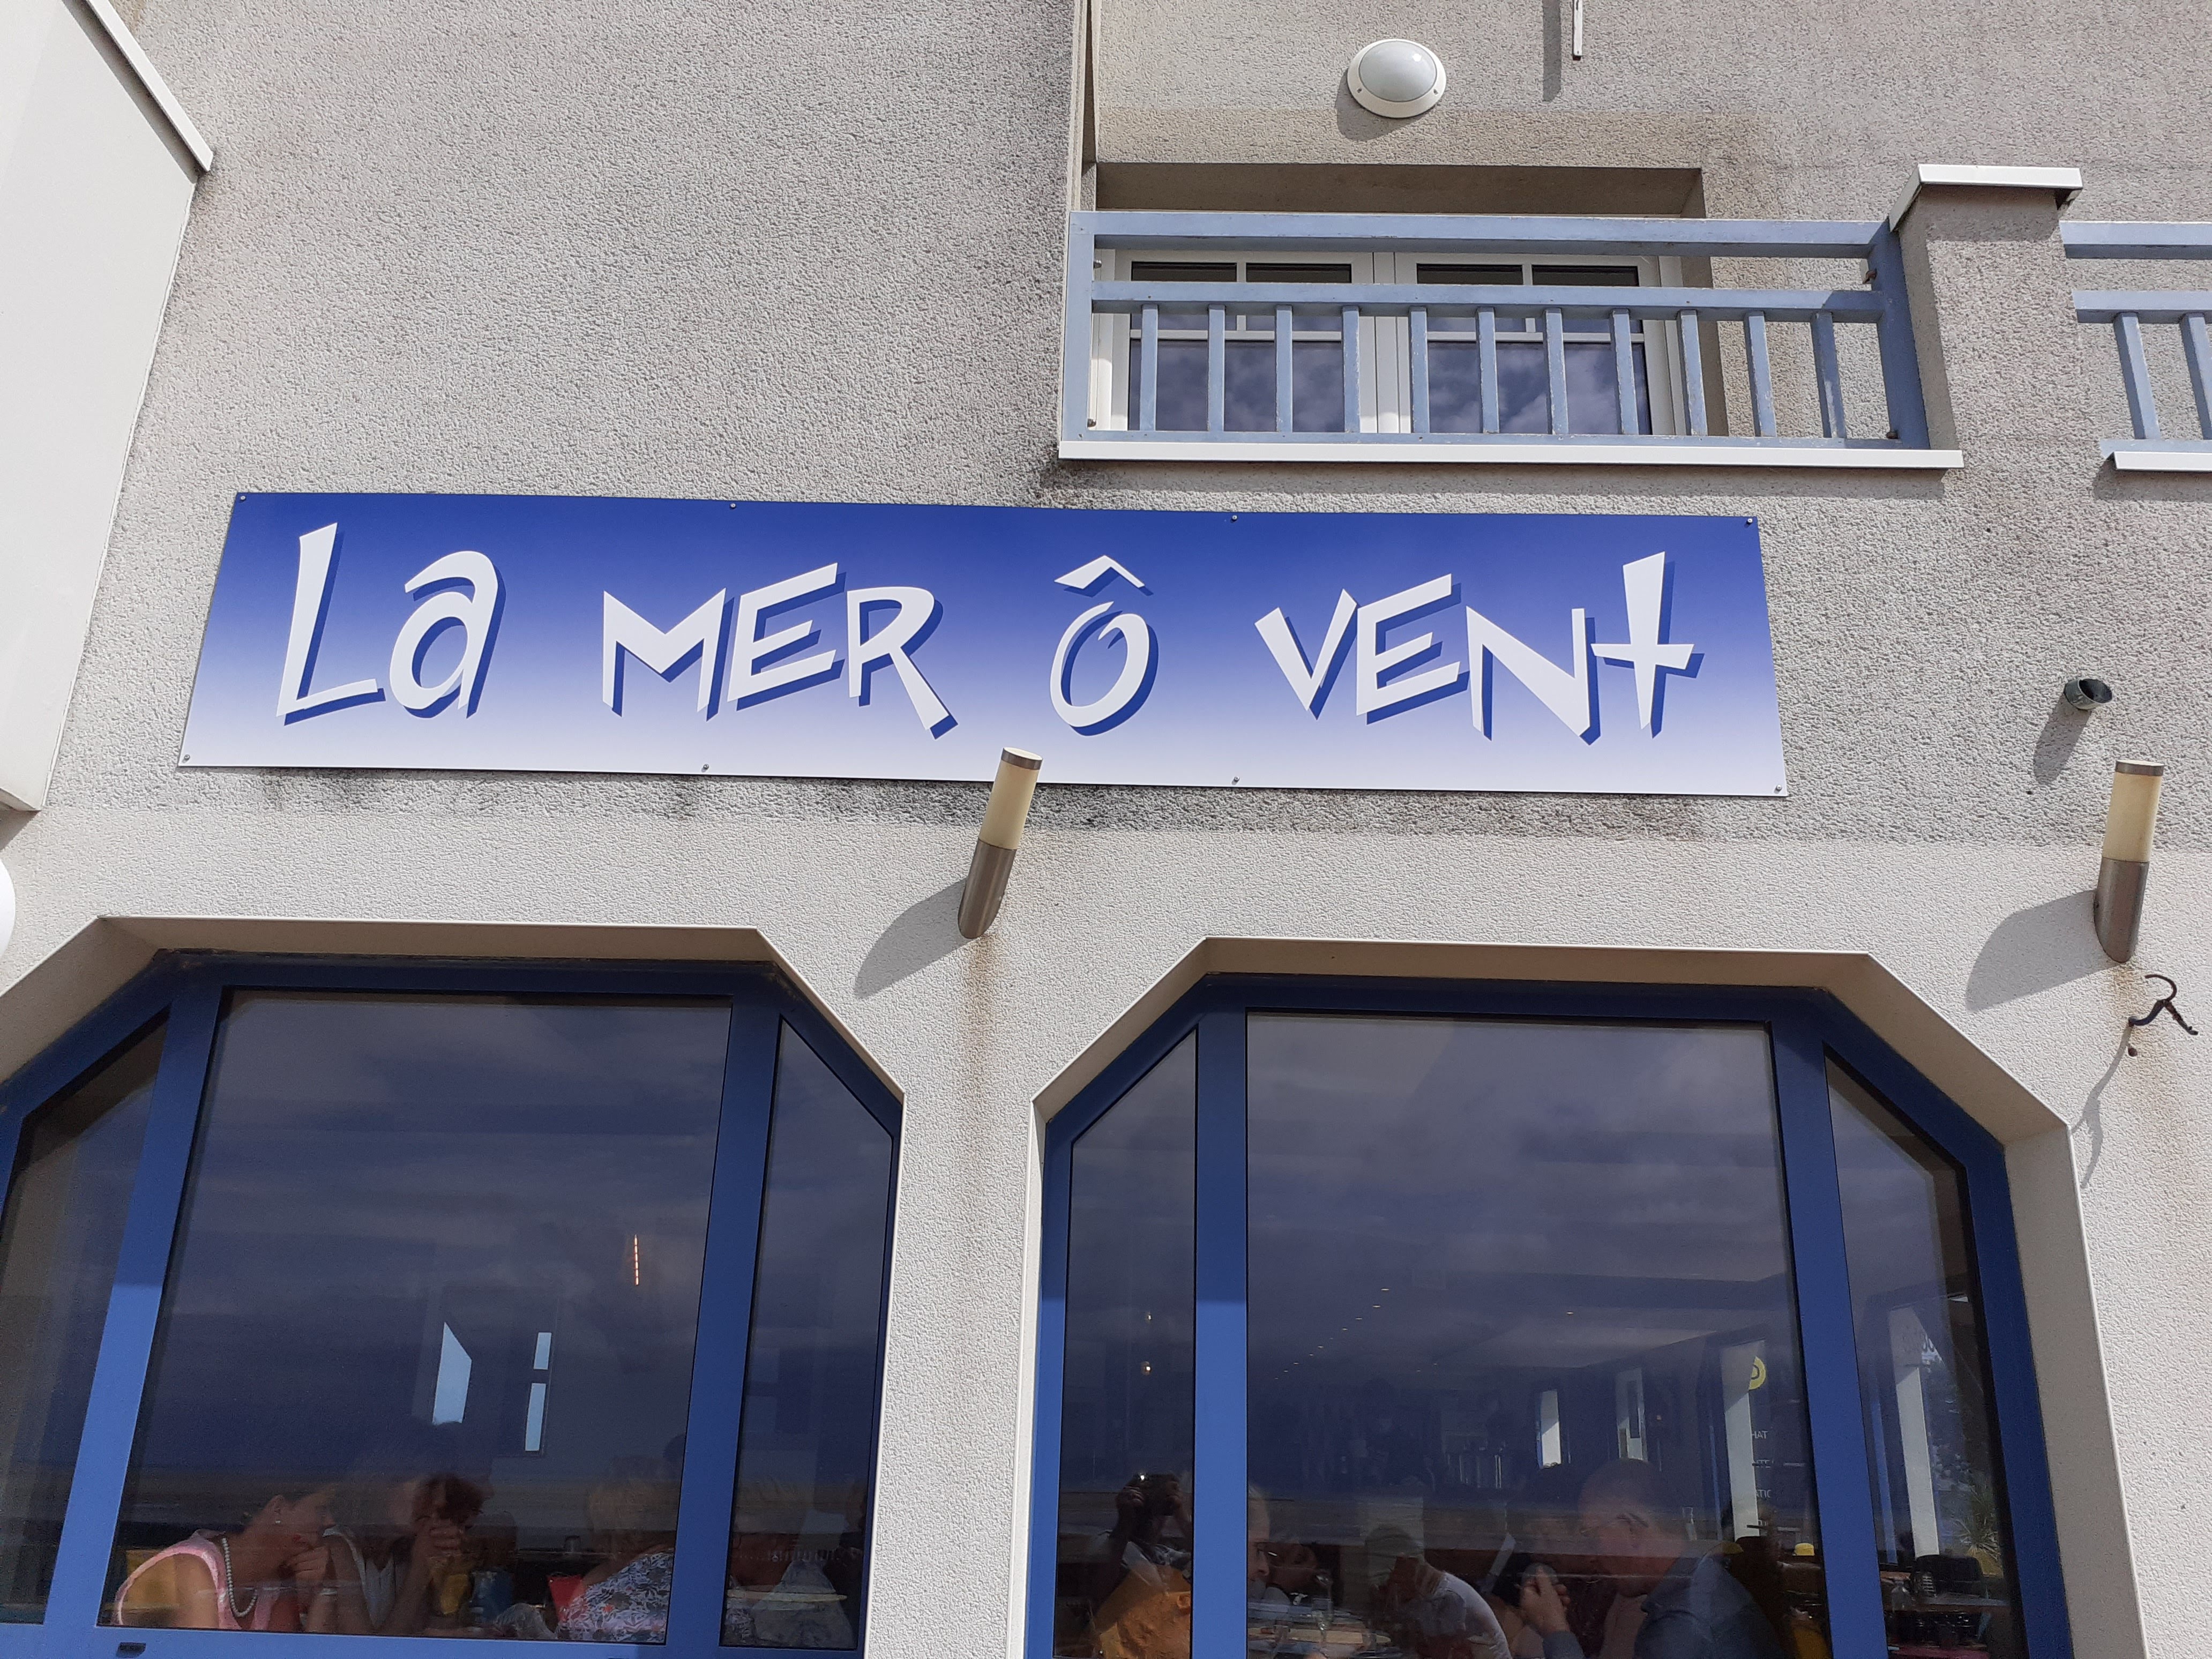 La MER Ô VENt